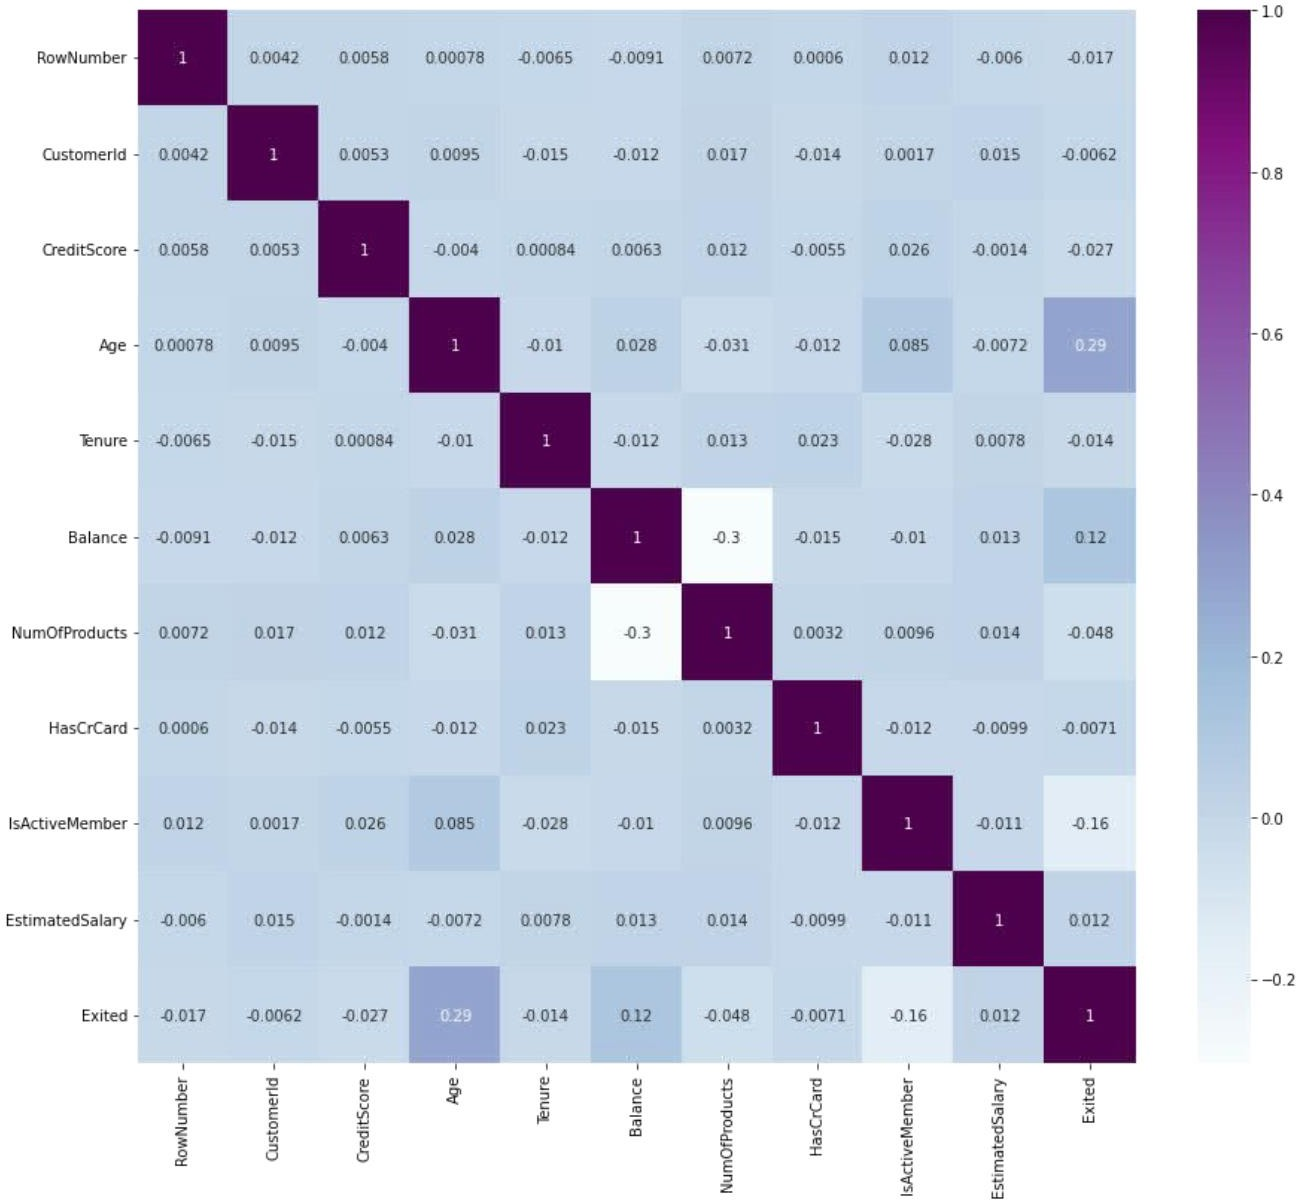 RowNumber 1 0.0042 0.0058 0.00078 -0.0065 -0.0091 0.0072 0.0006 0.012 -0.006 -0.017
CustomerId 0.0042 1 0.0053 0.0095 -0.015 -0.012 0.017 -0.014 0.0017 0.015 -0.0062
CreditScore 0.0058 0.0053 1 -0.004 0.00084 0.0063 0.012 -0.0055 0.026 -0.0014 -0.027
Age 0.00078 0.0095 -0.004 1 -0.01 0.028 -0.031 -0.012 0.085 -0.0072 0.29
Tenure -0.0065 -0.015 0.00084 -0.01 1 -0.012 0.013 0.023 -0.028 0.0078 -0.014
Balance -0.0091 -0.012 0.0063 0.028 -0.012 1 -0.3 -0.015 -0.01 0.013 0.12
NumOfProducts 0.0072 0.017 0.012 -0.031 0.013 -0.3 1 0.0032 0.0096 0.014 -0.048
HasCrCard 0.0006 -0.014 -0.0055 -0.012 0.023 -0.015 0.0032 1 -0.012 -0.0099 -0.0071
IsActiveMember 0.012 0.0017 0.026 0.085 -0.028 -0.01 0.0096 -0.012 1 -0.011 -0.16
EstimatedSalary -0.006 0.015 -0.0014 -0.0072 0.0078 0.013 0.014 -0.0099 -0.011 1 0.012
Exited -0.017 -0.0062 -0.027 0.29 -0.014 0.12 -0.048 -0.0071 -0.16 0.012 1
RowNumber
CustomerId
CreditScore
Age
Tenure
Balance
NumOfProducts
HasCrCard
IsActiveMember
EstimatedSalary
Exited
1.0
0.8
0.6
0.4
0.2
0.0
−0.2